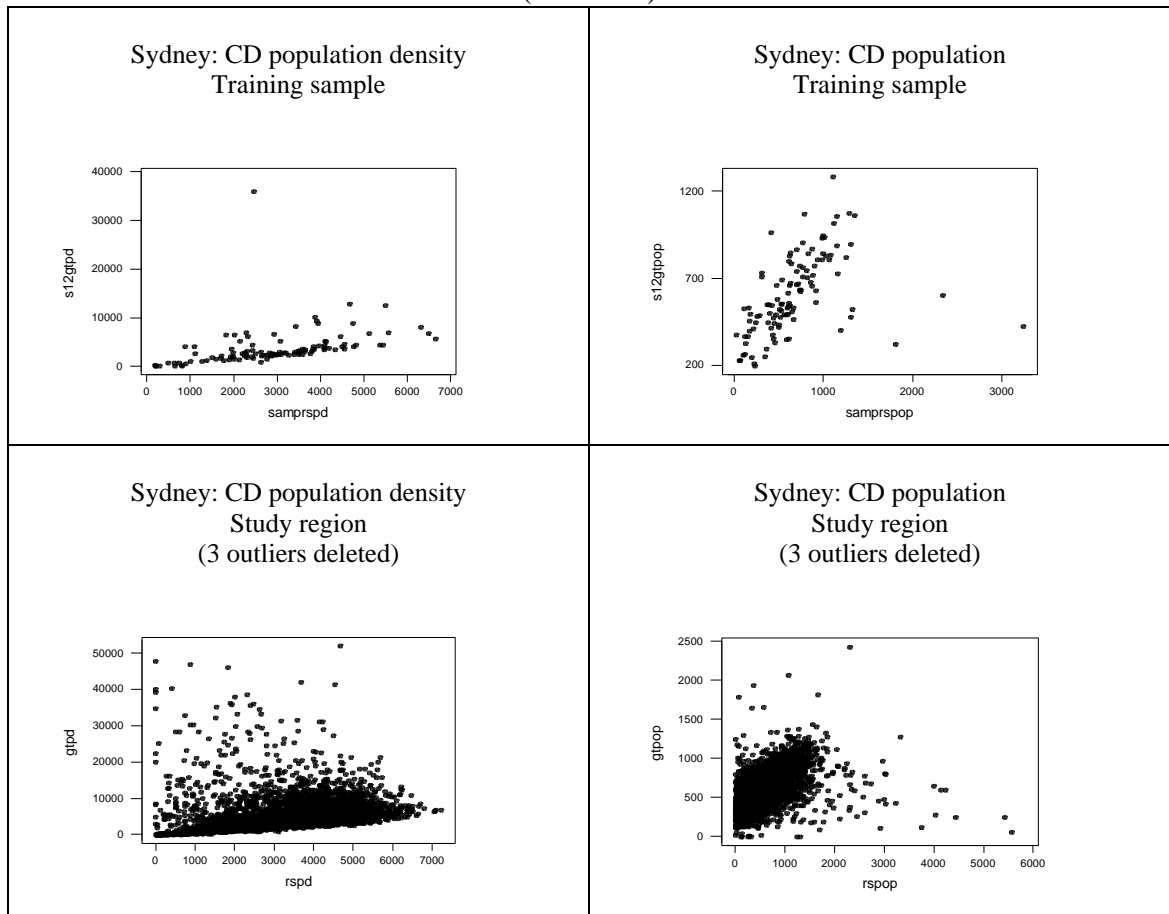 Sydney: CD population density
Training sample
40000
30000
20000
10000
0
s12gtpd
0 1000 2000 3000 4000 5000 6000 7000
samprspd
Sydney: CD population
Training sample
1200
700
200
s12gtpop
0 1000 2000 3000
samprspop
Sydney: CD population density
Study region
(3 outliers deleted)
50000
40000
30000
20000
10000
0
gtpd
0 1000 2000 3000 4000 5000 6000 7000
rspd
Sydney: CD population
Study region
(3 outliers deleted)
2500
2000
1500
1000
500
0
gtpop
0 1000 2000 3000 4000 5000 6000
rspop